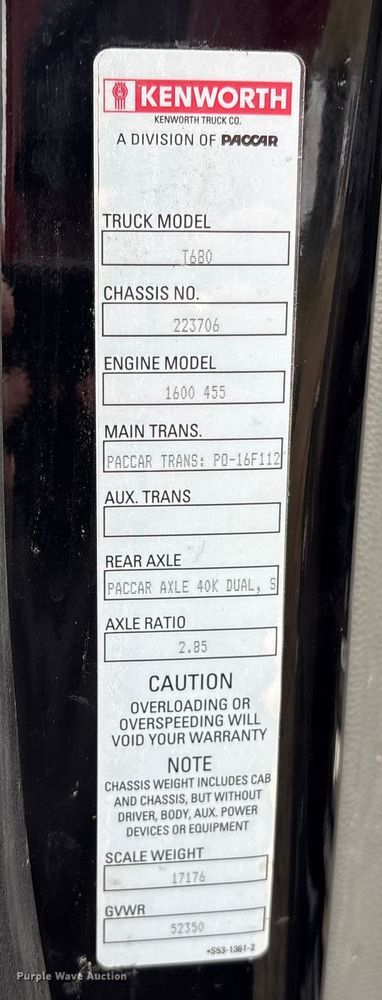 KENWORTH
KENWORTH TRUCK CO.
A DIVISION OF PACCAR
TRUCK MODEL
T680
CHASSIS NO.
223706
ENGINE MODEL
1600 455
MAIN TRANS.
PACCAR TRANS: PO-16F112
AUX. TRANS
REAR AXLE
PACCAR AXLE 40K DUAL, S
AXLE RATIO
2.85
CAUTION
OVERLOADING OR
OVERSPEEDING WILL
VOID YOUR WARRANTY
NOTE
CHASSIS WEIGHT INCLUDES CAB
AND CHASSIS, BUT WITHOUT
DRIVER, BODY, AUX. POWER
DEVICES OR EQUIPMENT
SCALE WEIGHT
17176
GVWR
52350
*S53-1361-2
Purple Wave Auction